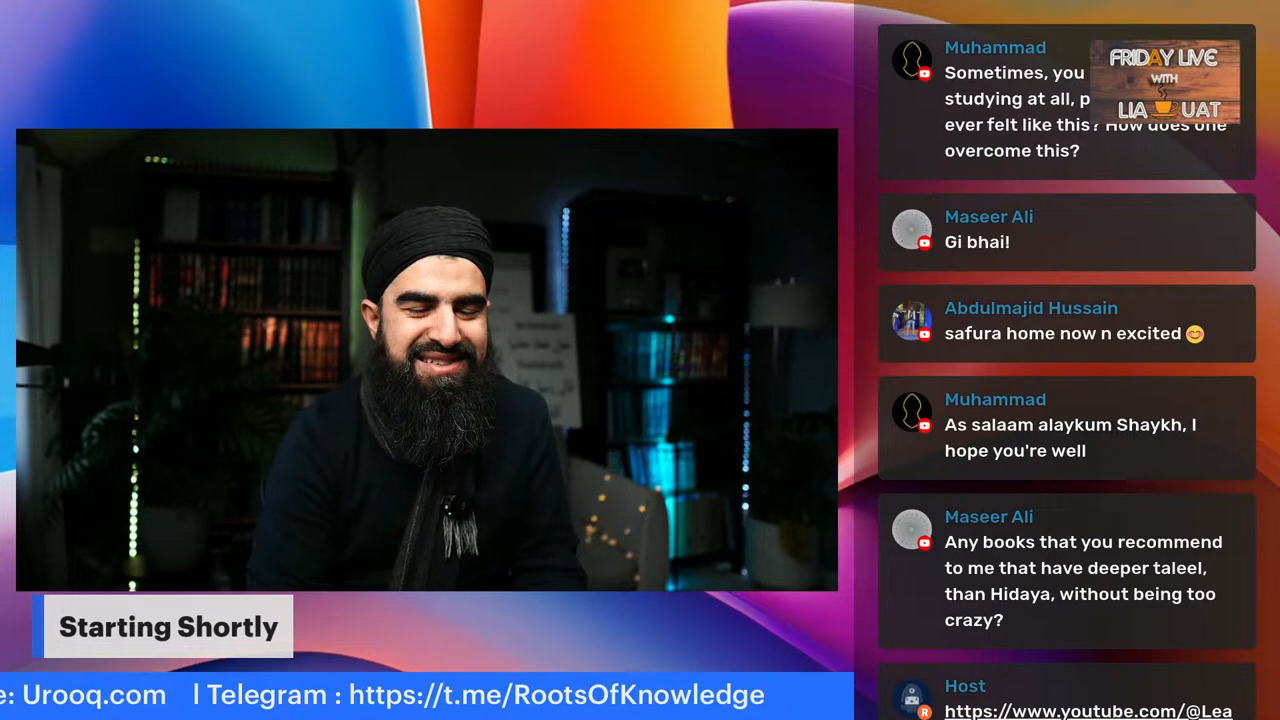 Muhammad
Sometimes, you
studying at all, p
ever felt like this? How does one
overcome this?
FRIDAY LIVE
WITH
LIA UAT
Maseer Ali
Gi bhai!
Abdulmajid Hussain
safura home now n excited 😊
Muhammad
As salaam alaykum Shaykh, I
hope you're well
Maseer Ali
Any books that you recommend
to me that have deeper taleel,
than Hidaya, without being too
crazy?
Host
https://www.youtube.com/@Lea
Starting Shortly
e: Urooq.com | Telegram : https://t.me/RootsOfKnowledge